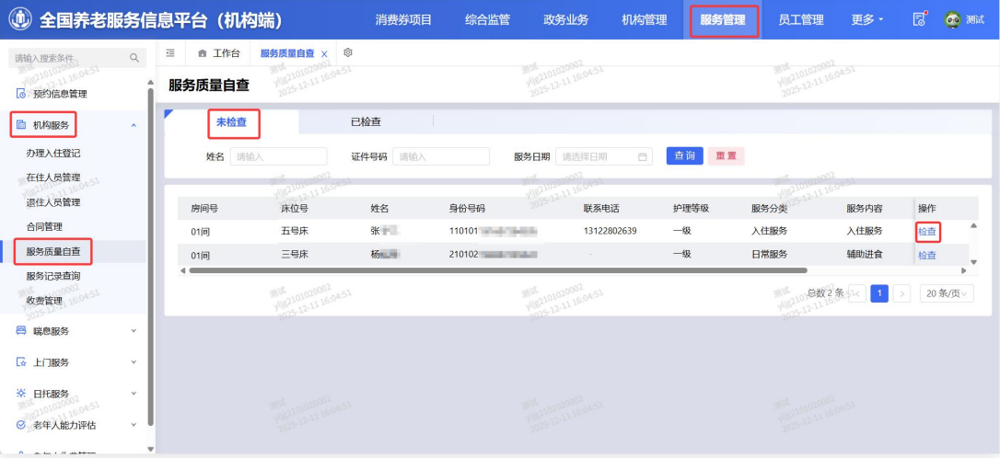 全国养老服务信息平台（机构端） 消费券项目 综合监管 政务业务 机构管理 服务管理 员工管理 更多 测试
请输入搜索条件 工作台 服务质量自查 X
预约信息管理
服务质量自查
机构服务
未检查 已检查
办理入住登记
姓名 请输入 证件号码 请输入 服务日期 请选择日期 查询 重置
在住人员管理
退住人员管理
合同管理
服务质量自查
服务记录查询
收费管理
房间号 床位号 姓名 身份号码 联系电话 护理等级 服务分类 服务内容 操作
01间 五号床 张 110101 13122802639 一级 入住服务 入住服务 检查
01间 三号床 杨 210102 - 一级 日常服务 辅助进食 检查
总数 2 条 < 1 > 20 条/页
喘息服务
上门服务
日托服务
老年人能力评估
测试
yljg2101020002
2025-12-11 16:04:51